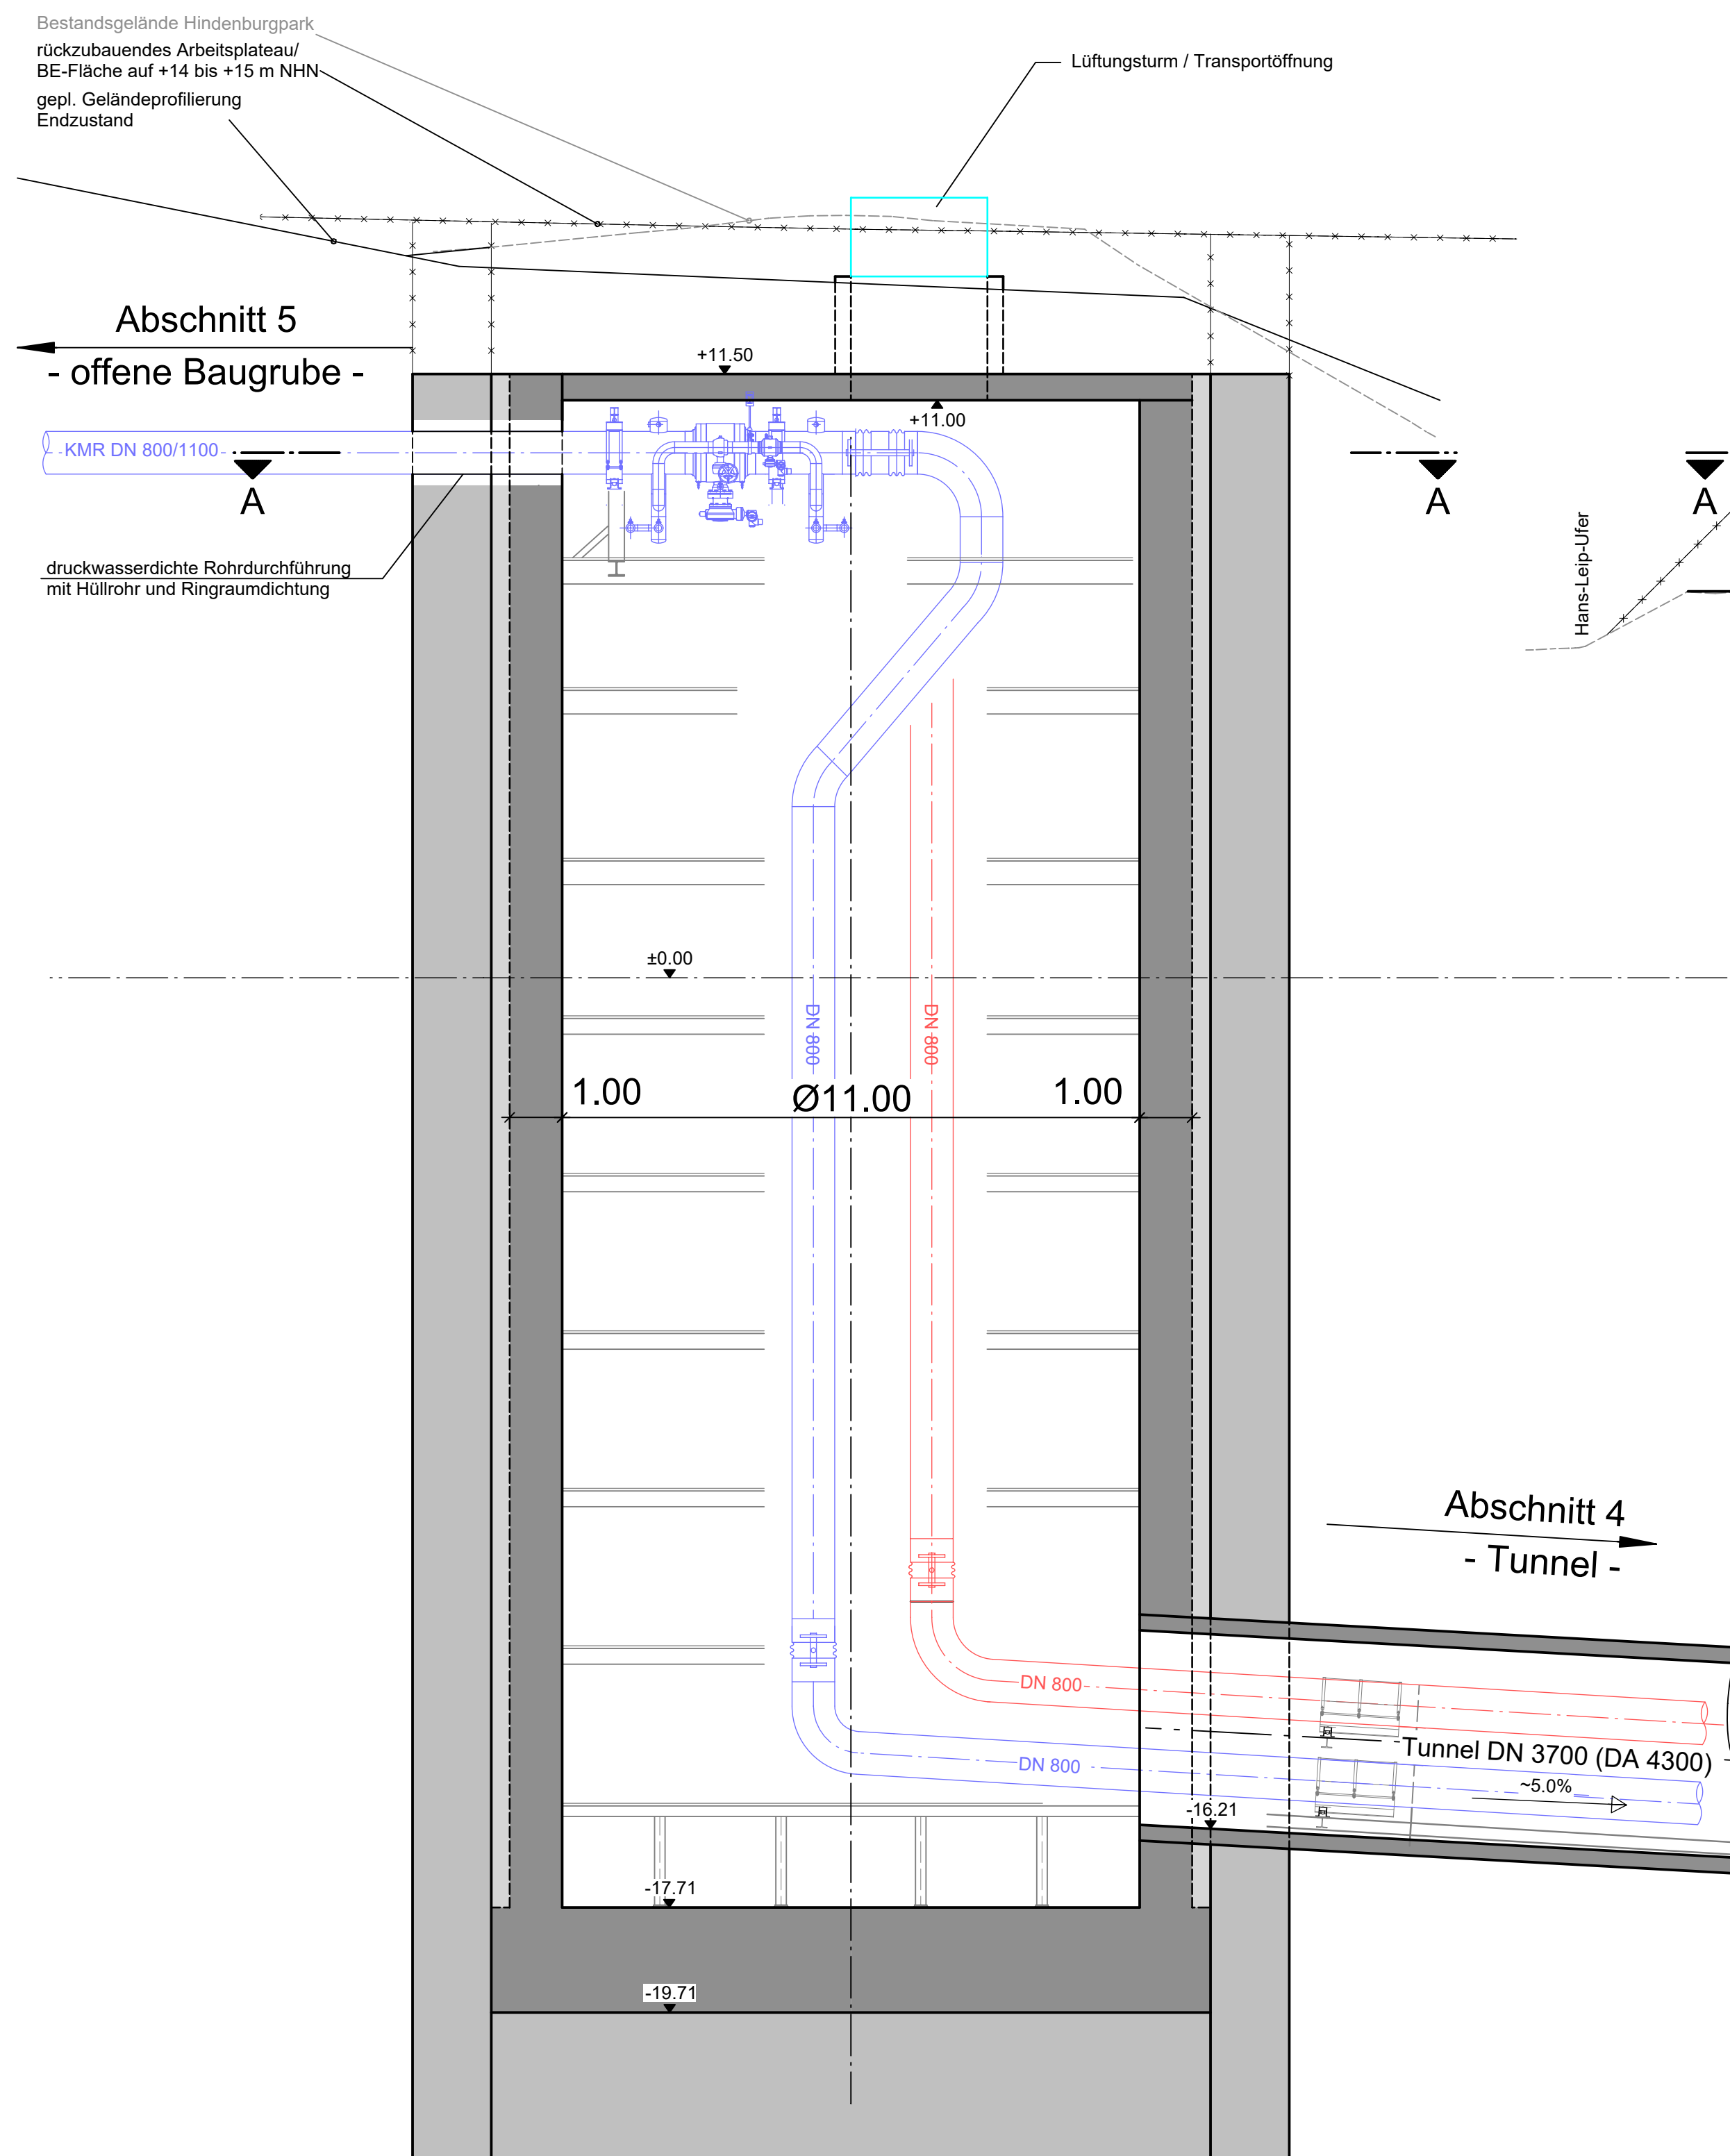 Bestandsgelände Hindenburgpark
rückzubauendes Arbeitsplateau/
BE-Fläche auf +14 bis +15 m NHN
gepl. Geländeprofilierung
Endzustand
Lüftungsturm / Transportöffnung
Abschnitt 5
- offene Baugrube -
+11.50
+11.00
KMR DN 800/1100
A
A
A
druckwasserdichte Rohrdurchführung
mit Hüllrohr und Ringraumdichtung
Hans-Leip-Ufer
±0.00
DN 800
DN 800
1.00
Ø11.00
1.00
Abschnitt 4
- Tunnel -
DN 800
DN 800
Tunnel DN 3700 (DA 4300)
~5.0%
-16.21
-17.71
-19.71